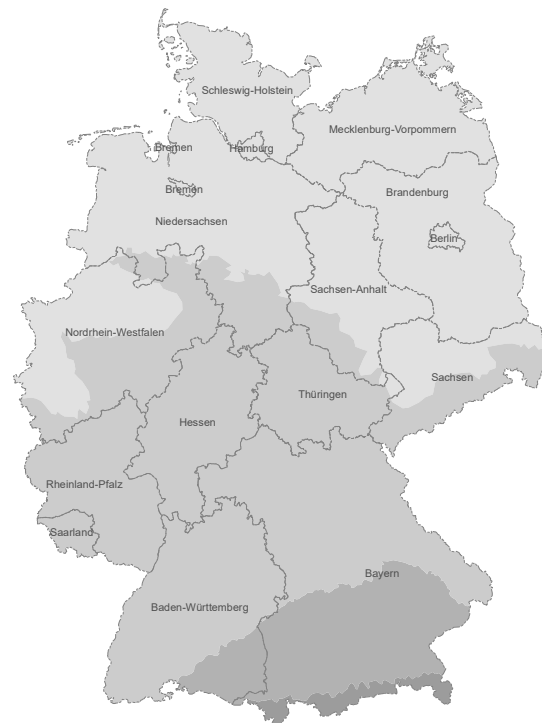 Schleswig-Holstein
Mecklenburg-Vorpommern
Bremen
Hamburg
Bremen
Brandenburg
Niedersachsen
Berlin
Sachsen-Anhalt
Nordrhein-Westfalen
Sachsen
Thüringen
Hessen
Rheinland-Pfalz
Saarland
Bayern
Baden-Württemberg